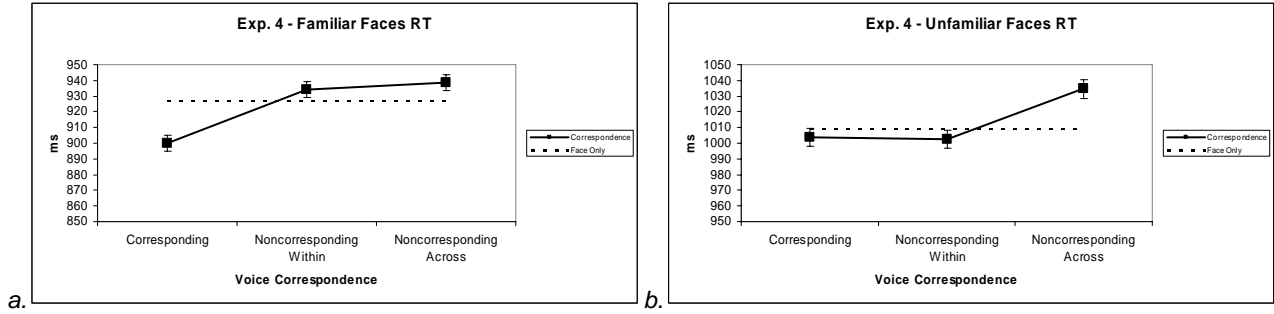 Exp. 4 - Familiar Faces RT
950
940
930
920
910
900
890
880
870
860
850
ms
Corresponding
Noncorresponding
Within
Noncorresponding
Across
Voice Correspondence
Correspondence
Face Only
a.
Exp. 4 - Unfamiliar Faces RT
1050
1040
1030
1020
1010
1000
990
980
970
960
950
ms
Corresponding
Noncorresponding
Within
Noncorresponding
Across
Voice Correspondence
Correspondence
Face Only
b.